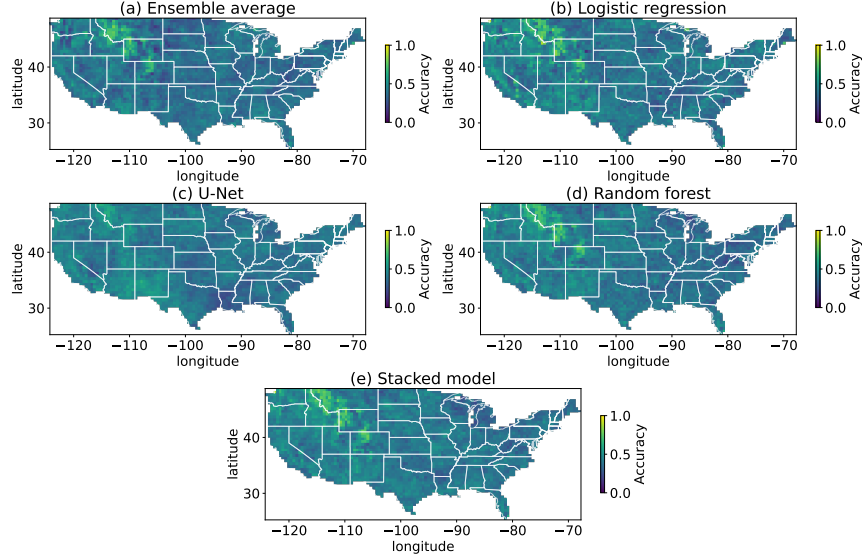 (a) Ensemble average
latitude
40
30
−120 −110 −100 −90 −80 −70
longitude
1.0
0.5
0.0
Accuracy
(b) Logistic regression
latitude
40
30
−120 −110 −100 −90 −80 −70
longitude
1.0
0.5
0.0
Accuracy
(c) U-Net
latitude
40
30
−120 −110 −100 −90 −80 −70
longitude
1.0
0.5
0.0
Accuracy
(d) Random forest
latitude
40
30
−120 −110 −100 −90 −80 −70
longitude
1.0
0.5
0.0
Accuracy
(e) Stacked model
latitude
40
30
−120 −110 −100 −90 −80 −70
longitude
1.0
0.5
0.0
Accuracy